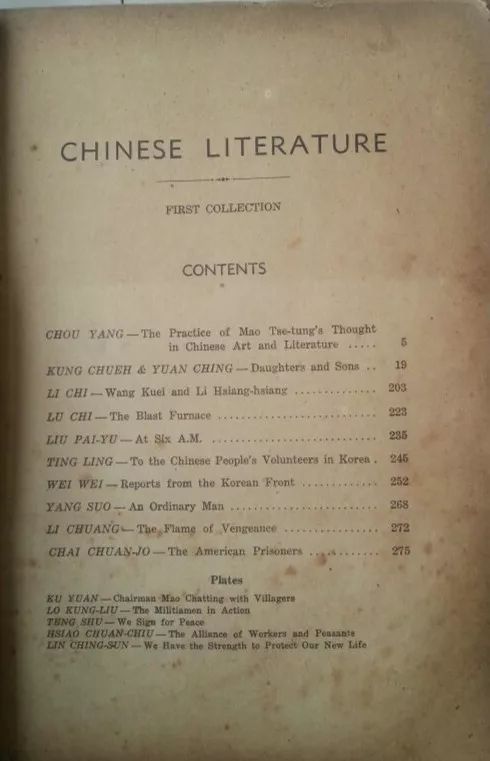 CHINESE LITERATURE
FIRST COLLECTION
CONTENTS
CHOU YANG — The Practice of Mao Tse-tung's Thought
in Chinese Art and Literature ..... 5
KUNG CHUEH & YUAN CHING — Daughters and Sons .. 19
LI CHI — Wang Kuei and Li Hsiang-hsiang .............. 203
LU CHI — The Blast Furnace ........................... 223
LIU PAI-YU — At Six A.M. ............................ 235
TING LING — To the Chinese People's Volunteers in Korea . 245
WEI WEI — Reports from the Korean Front ............. 252
YANG SUO — An Ordinary Man ......................... 268
LI CHUANG — The Flame of Vengeance ................ 272
CHAI CHUAN-JO — The American Prisoners ............ 275
Plates
KU YUAN — Chairman Mao Chatting with Villagers
LO KUNG-LIU — The Militiamen in Action
TENG SHU — We Sign for Peace
HSIAO CHUAN-CHIU — The Alliance of Workers and Peasants
LIN CHING-SUN — We Have the Strength to Protect Our New Life